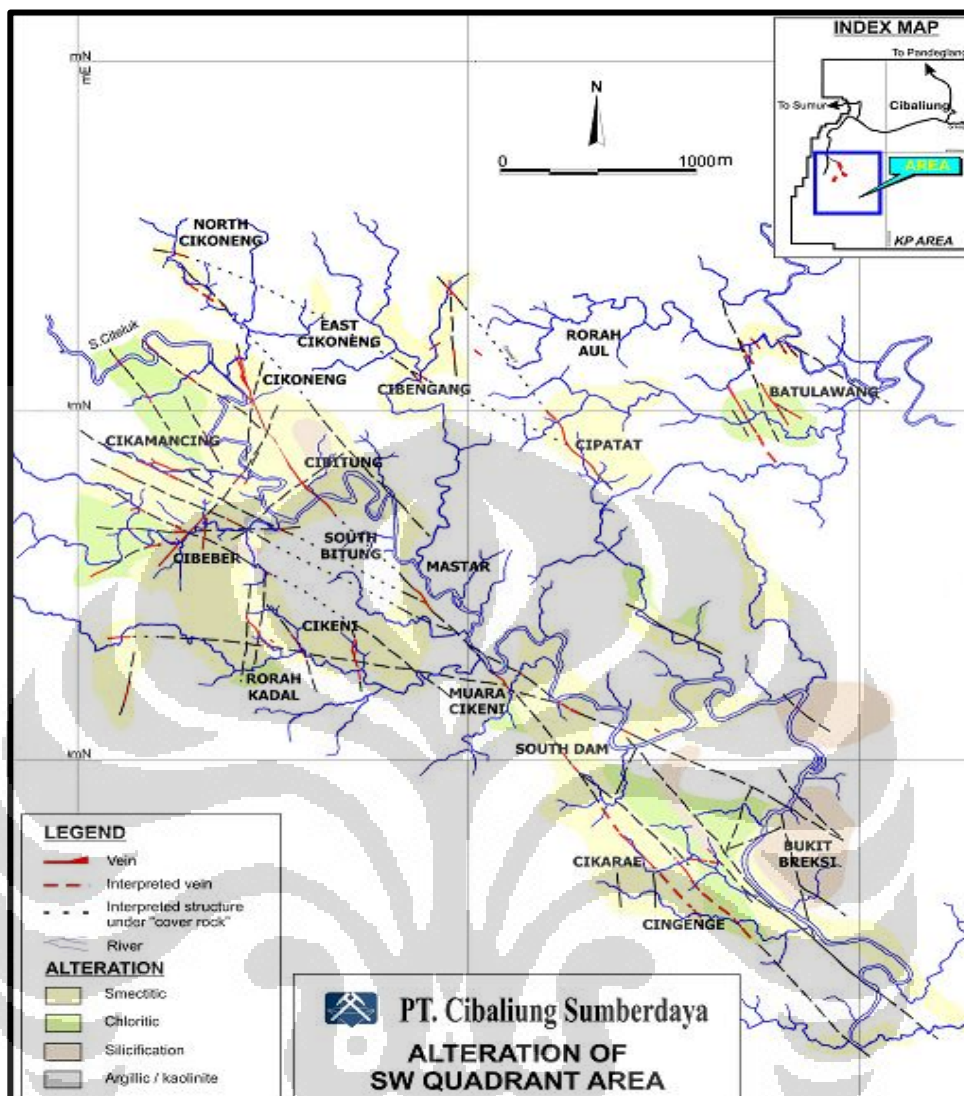 INDEX MAP
To Pandeglang
To Sumur
Cibaliung
AREA
KP AREA
mN
mE
N
0 1000m
NORTH
CIKONENG
EAST
CIKONENG
RORAH
AUL
S.Citeluk
CIKONENG
CIBENGANG
BATULAWANG
CIKAMANCING
CIBITUNG
CIPATAT
SOUTH
BITUNG
CIBEBER
MASTAR
CIKENI
RORAH
KADAL
MUARA
CIKENI
SOUTH DAM
mN
CIKARAE
BUKIT
BREKSI
CINGENGE
LEGEND
Vein
Interpreted vein
Interpreted structure
under "cover rock"
River
ALTERATION
Smectitic
Chloritic
Silicification
Argillic / kaolinite
PT. Cibaliung Sumberdaya
ALTERATION OF
SW QUADRANT AREA